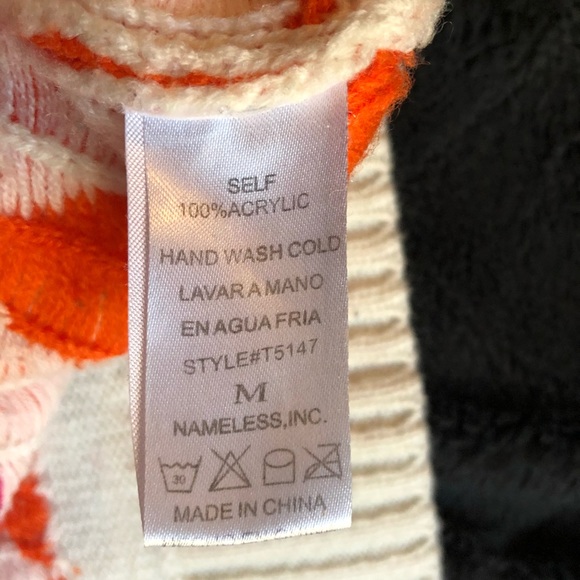 SELF
100%ACRYLIC
HAND WASH COLD
LAVAR A MANO
EN AGUA FRIA
STYLE#T5147
M
NAMELESS,INC.
30
MADE IN CHINA